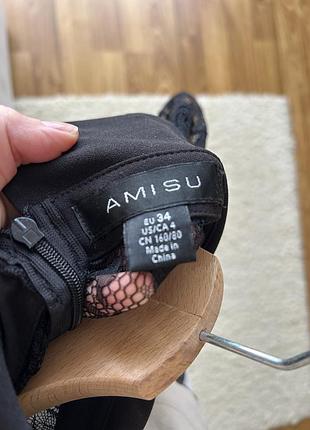 AMISU
EU 34
US/CA 4
CN 160/80
Made in
China